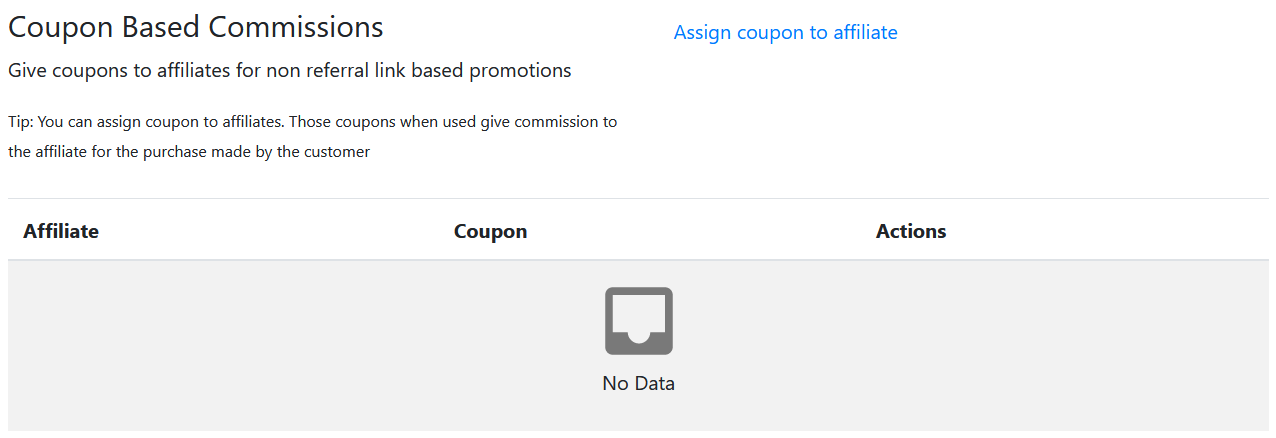 Coupon Based Commissions
Assign coupon to affiliate
Give coupons to affiliates for non referral link based promotions
Tip: You can assign coupon to affiliates. Those coupons when used give commission to
the affiliate for the purchase made by the customer
Affiliate Coupon Actions
No Data